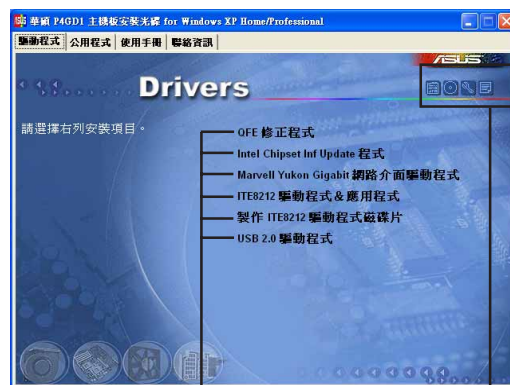 華碩 P4GD1 主機板安裝光碟 for Windows XP Home/Professional
驅動程式 公用程式 使用手冊 聯絡資訊
ASUS
Drivers
請選擇右列安裝項目。
QFE 修正程式
Intel Chipset Inf Update 程式
Marvell Yukon Gigabit 網路介面驅動程式
ITE8212 驅動程式 & 應用程式
製作 ITE8212 驅動程式磁碟片
USB 2.0 驅動程式